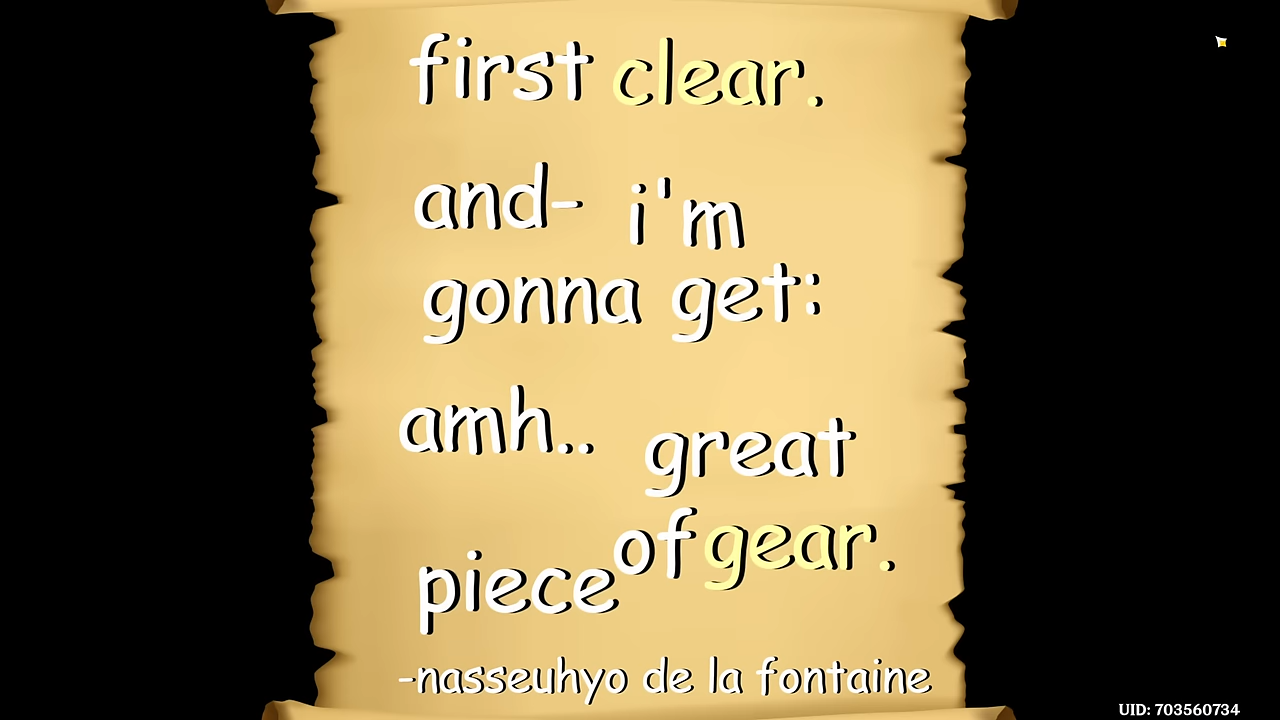 first clear.
and- i'm
gonna get:
amh.. great
piece of gear.
-nasseuhyo de la fontaine
UID: 703560734